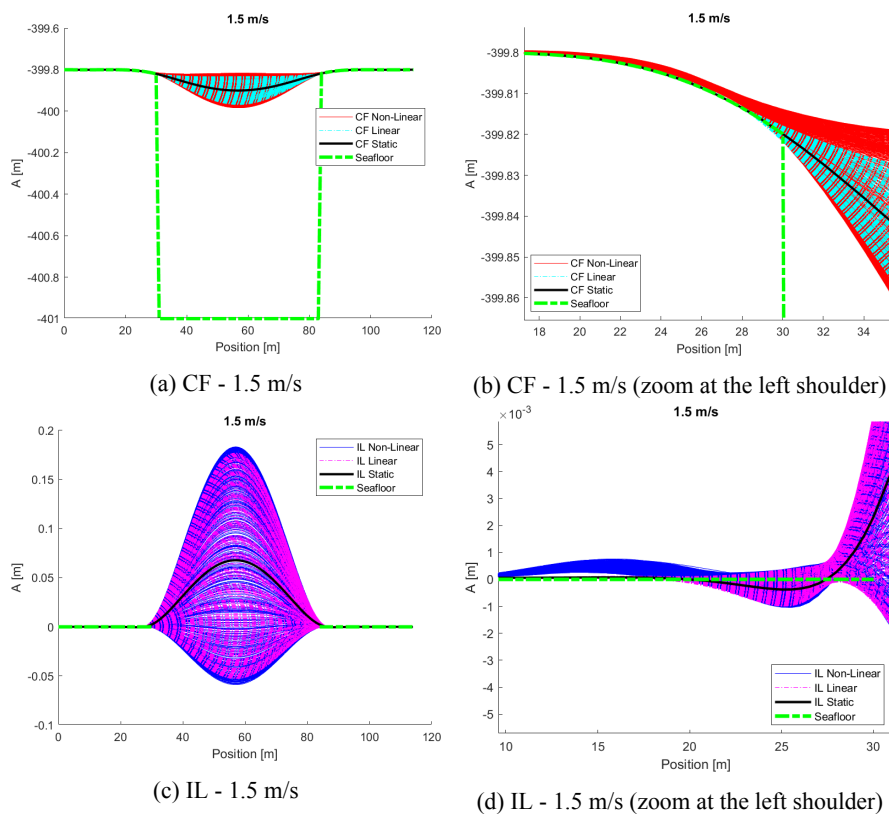 1.5 m/s
-399.6
-399.8
-400
-400.2
-400.4
-400.6
-400.8
-401
A [m]
CF Non-Linear
CF Linear
CF Static
Seafloor
0 20 40 60 80 100 120
Position [m]
(a) CF - 1.5 m/s
1.5 m/s
-399.8
-399.81
-399.82
-399.83
-399.84
-399.85
-399.86
A [m]
CF Non-Linear
CF Linear
CF Static
Seafloor
18 20 22 24 26 28 30 32 34
Position [m]
(b) CF - 1.5 m/s (zoom at the left shoulder)
1.5 m/s
0.2
0.15
0.1
0.05
0
-0.05
-0.1
A [m]
IL Non-Linear
IL Linear
IL Static
Seafloor
0 20 40 60 80 100 120
Position [m]
(c) IL - 1.5 m/s
1.5 m/s
× 10⁻³
5
4
3
2
1
0
-1
-2
-3
-4
-5
A [m]
IL Non-Linear
IL Linear
IL Static
Seafloor
10 15 20 25 30
Position [m]
(d) IL - 1.5 m/s (zoom at the left shoulder)